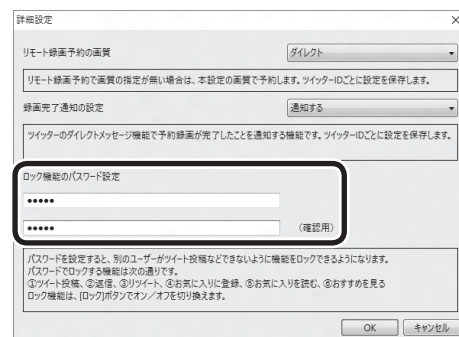 詳細設定
リモート録画予約の画質
ダイレクト
リモート録画予約で画質の指定が無い場合は、本設定の画質で予約します。ツイッターIDごとに設定を保存します。
録画完了通知の設定
通知する
ツイッターのダイレクトメッセージ機能で予約録画が完了したことを通知する機能です。ツイッターIDごとに設定を保存します。
ロック機能のパスワード設定
•••••
•••••
（確認用）
パスワードを設定すると、別のユーザーがツイート投稿などできないように機能をロックできるようになります。
パスワードでロックする機能は次の通りです。
①ツイート投稿、②返信、③リツイート、④お気に入りに登録、⑤お気に入りを読む、⑥おすすめを見る
ロック機能は、[Lock]ボタンでオン／オフを切り換えます。
OK
キャンセル